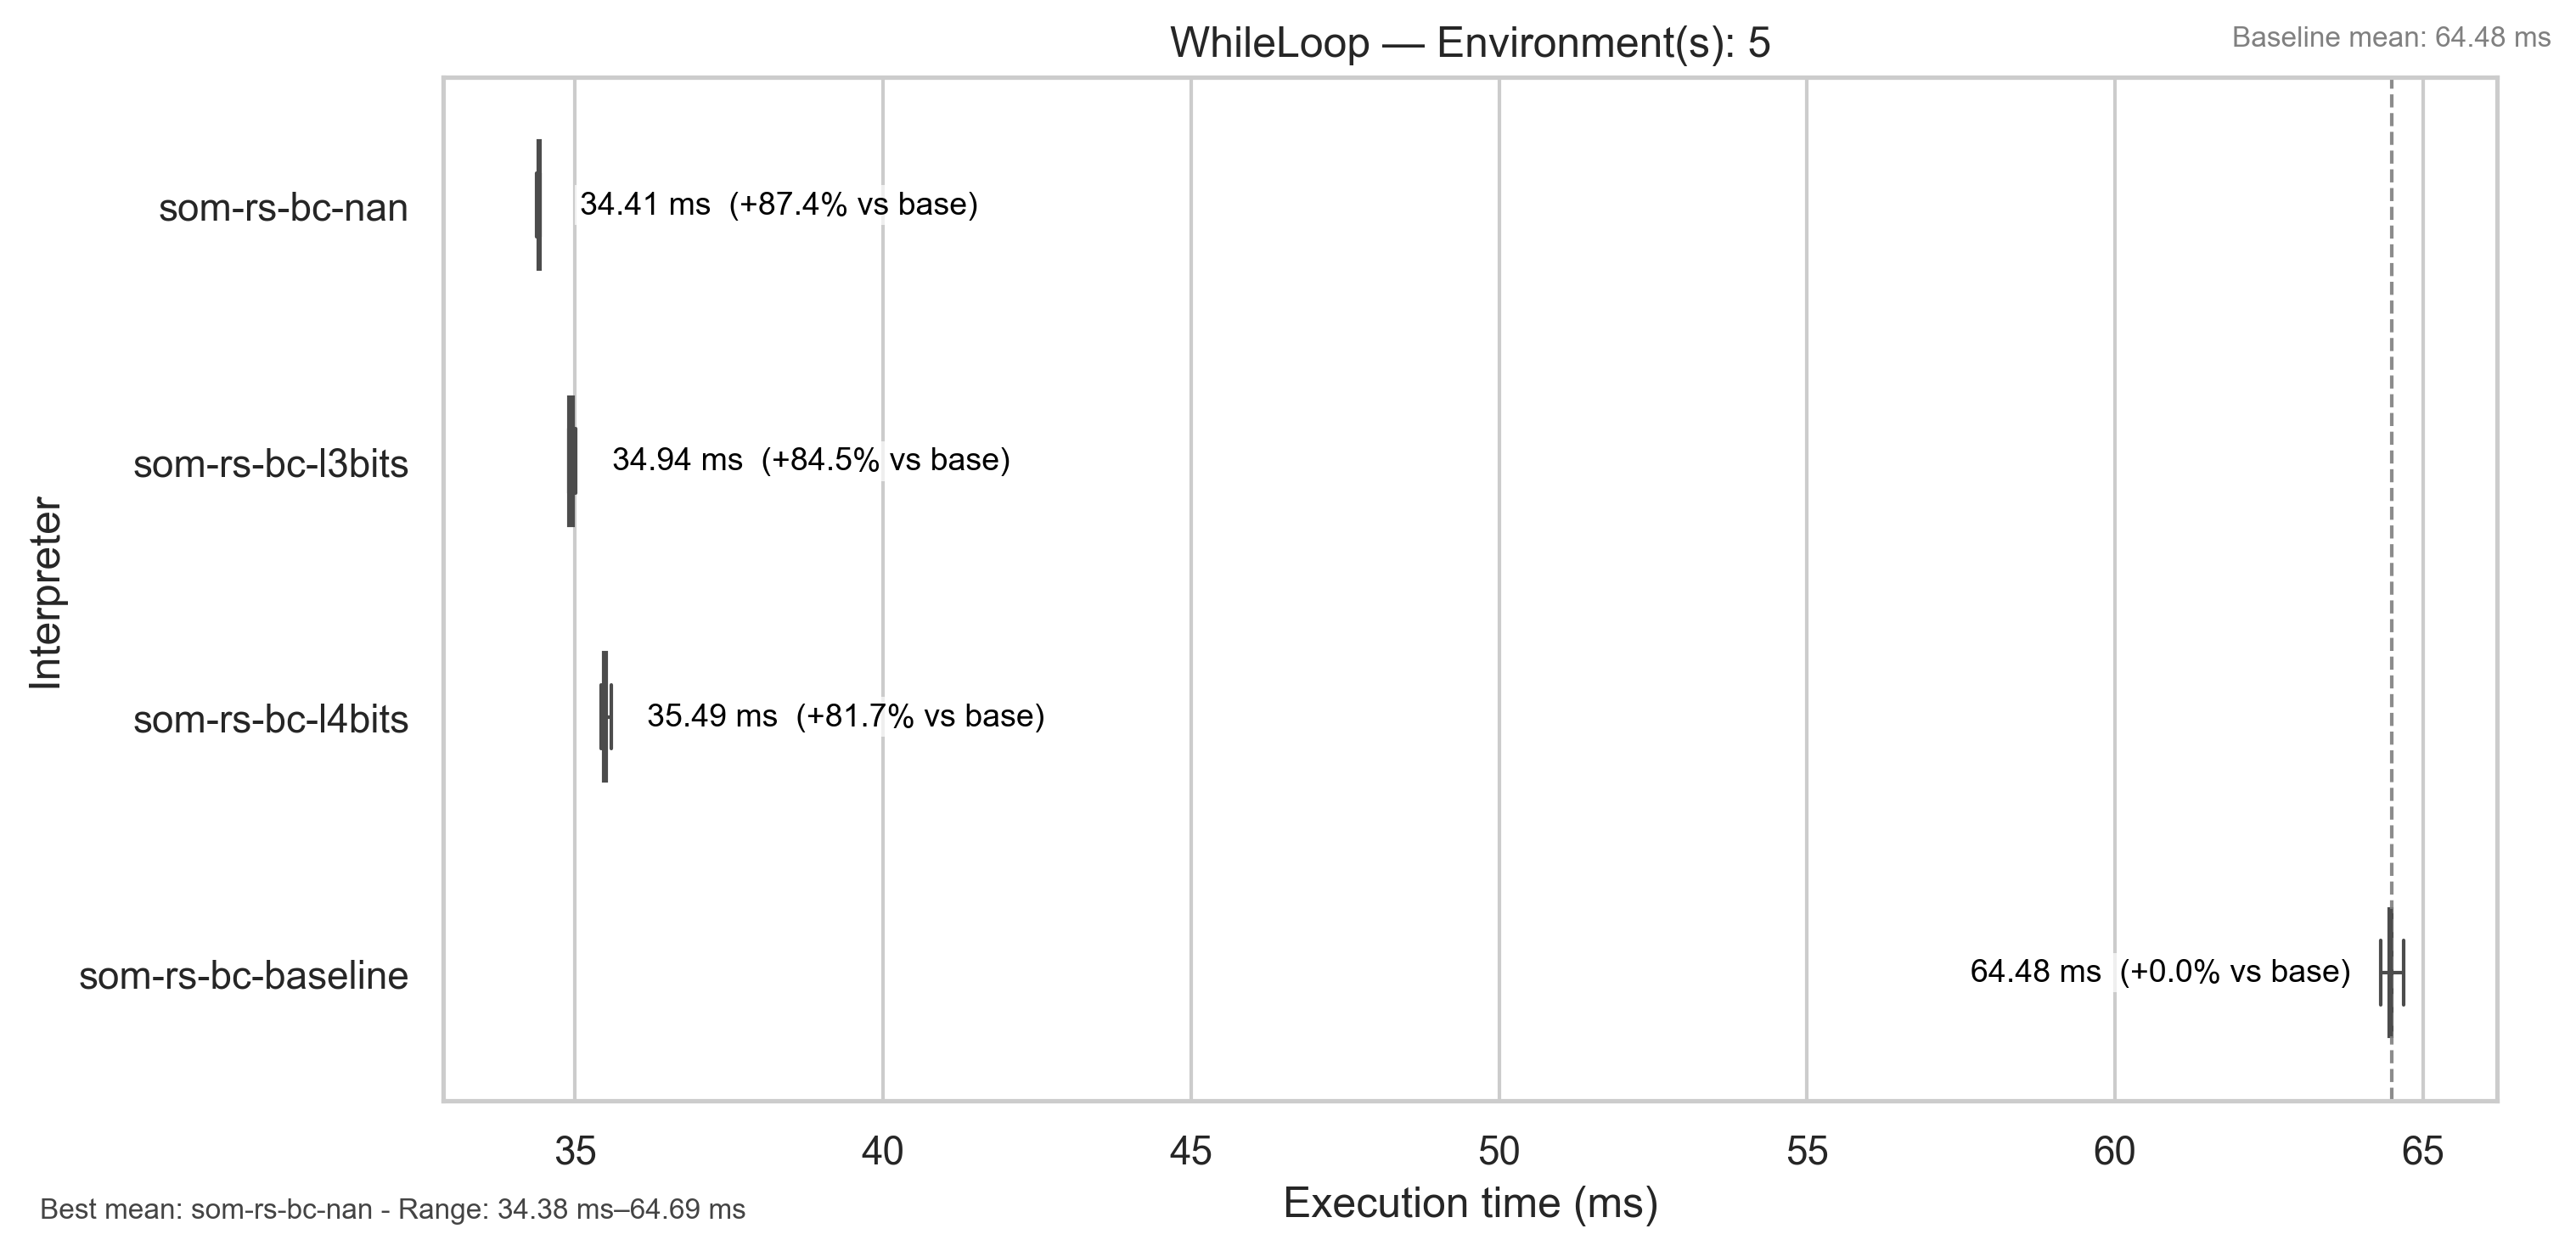 WhileLoop — Environment(s): 5
Baseline mean: 64.48 ms
Interpreter
som-rs-bc-nan
34.41 ms  (+87.4% vs base)
som-rs-bc-l3bits
34.94 ms  (+84.5% vs base)
som-rs-bc-l4bits
35.49 ms  (+81.7% vs base)
som-rs-bc-baseline
64.48 ms  (+0.0% vs base)
35 40 45 50 55 60 65
Execution time (ms)
Best mean: som-rs-bc-nan - Range: 34.38 ms–64.69 ms